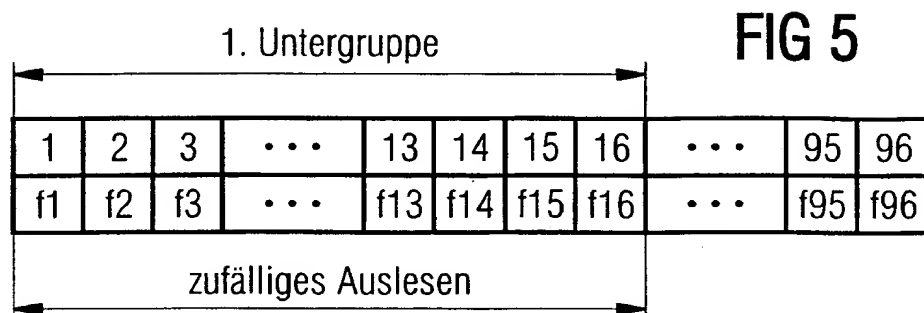 FIG 5
1. Untergruppe
1 2 3 ... 13 14 15 16 ... 95 96
f1 f2 f3 ... f13 f14 f15 f16 ... f95 f96
zufälliges Auslesen